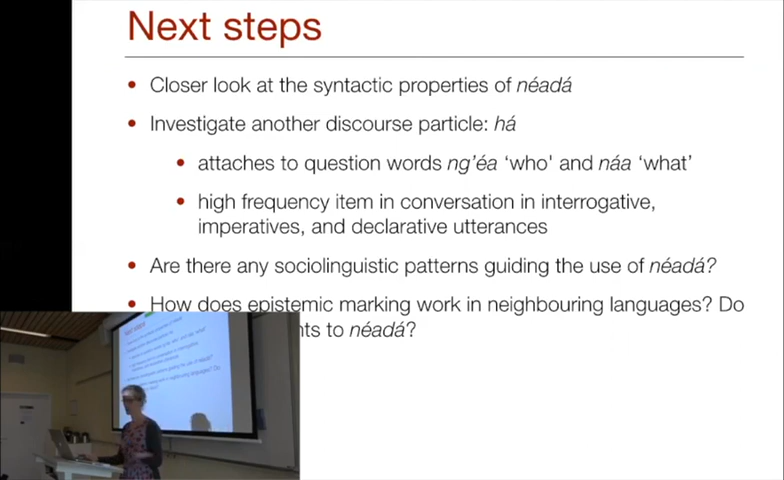 Next steps
• Closer look at the syntactic properties of néadá
• Investigate another discourse particle: há
• attaches to question words ng'éa 'who' and náa 'what'
• high frequency item in conversation in interrogative,
imperatives, and declarative utterances
• Are there any sociolinguistic patterns guiding the use of néadá?
• How does epistemic marking work in neighbouring languages? Do
nts to néadá?